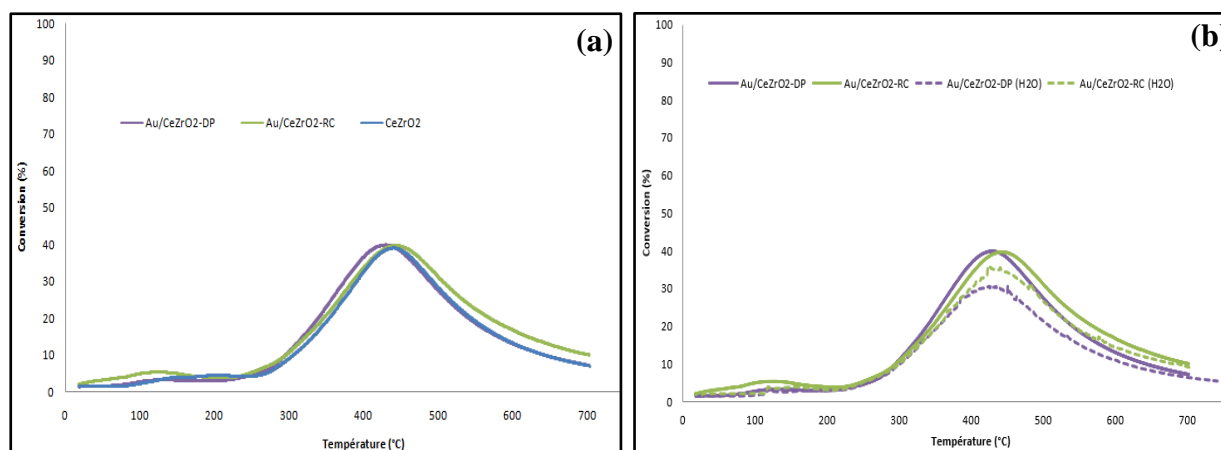 (a)
100
90
80
70
60
50
40
30
20
10
0
Conversion (%)
Au/CeZrO2-DP Au/CeZrO2-RC CeZrO2
0 100 200 300 400 500 600 700
Température (°C)
(b)
100
90
80
70
60
50
40
30
20
10
0
Conversion (%)
Au/CeZrO2-DP Au/CeZrO2-RC Au/CeZrO2-DP (H2O) Au/CeZrO2-RC (H2O)
0 100 200 300 400 500 600 700
Température (°C)